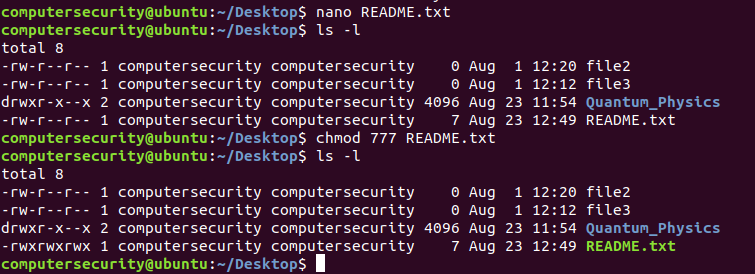 computersecurity@ubuntu:~/Desktop$ nano README.txt
computersecurity@ubuntu:~/Desktop$ ls -l
total 8
-rw-r--r-- 1 computersecurity computersecurity    0 Aug  1 12:20 file2
-rw-r--r-- 1 computersecurity computersecurity    0 Aug  1 12:12 file3
drwxr-x--x 2 computersecurity computersecurity 4096 Aug 23 11:54 Quantum_Physics
-rw-r--r-- 1 computersecurity computersecurity    7 Aug 23 12:49 README.txt
computersecurity@ubuntu:~/Desktop$ chmod 777 README.txt
computersecurity@ubuntu:~/Desktop$ ls -l
total 8
-rw-r--r-- 1 computersecurity computersecurity    0 Aug  1 12:20 file2
-rw-r--r-- 1 computersecurity computersecurity    0 Aug  1 12:12 file3
drwxr-x--x 2 computersecurity computersecurity 4096 Aug 23 11:54 Quantum_Physics
-rwxrwxrwx 1 computersecurity computersecurity    7 Aug 23 12:49 README.txt
computersecurity@ubuntu:~/Desktop$